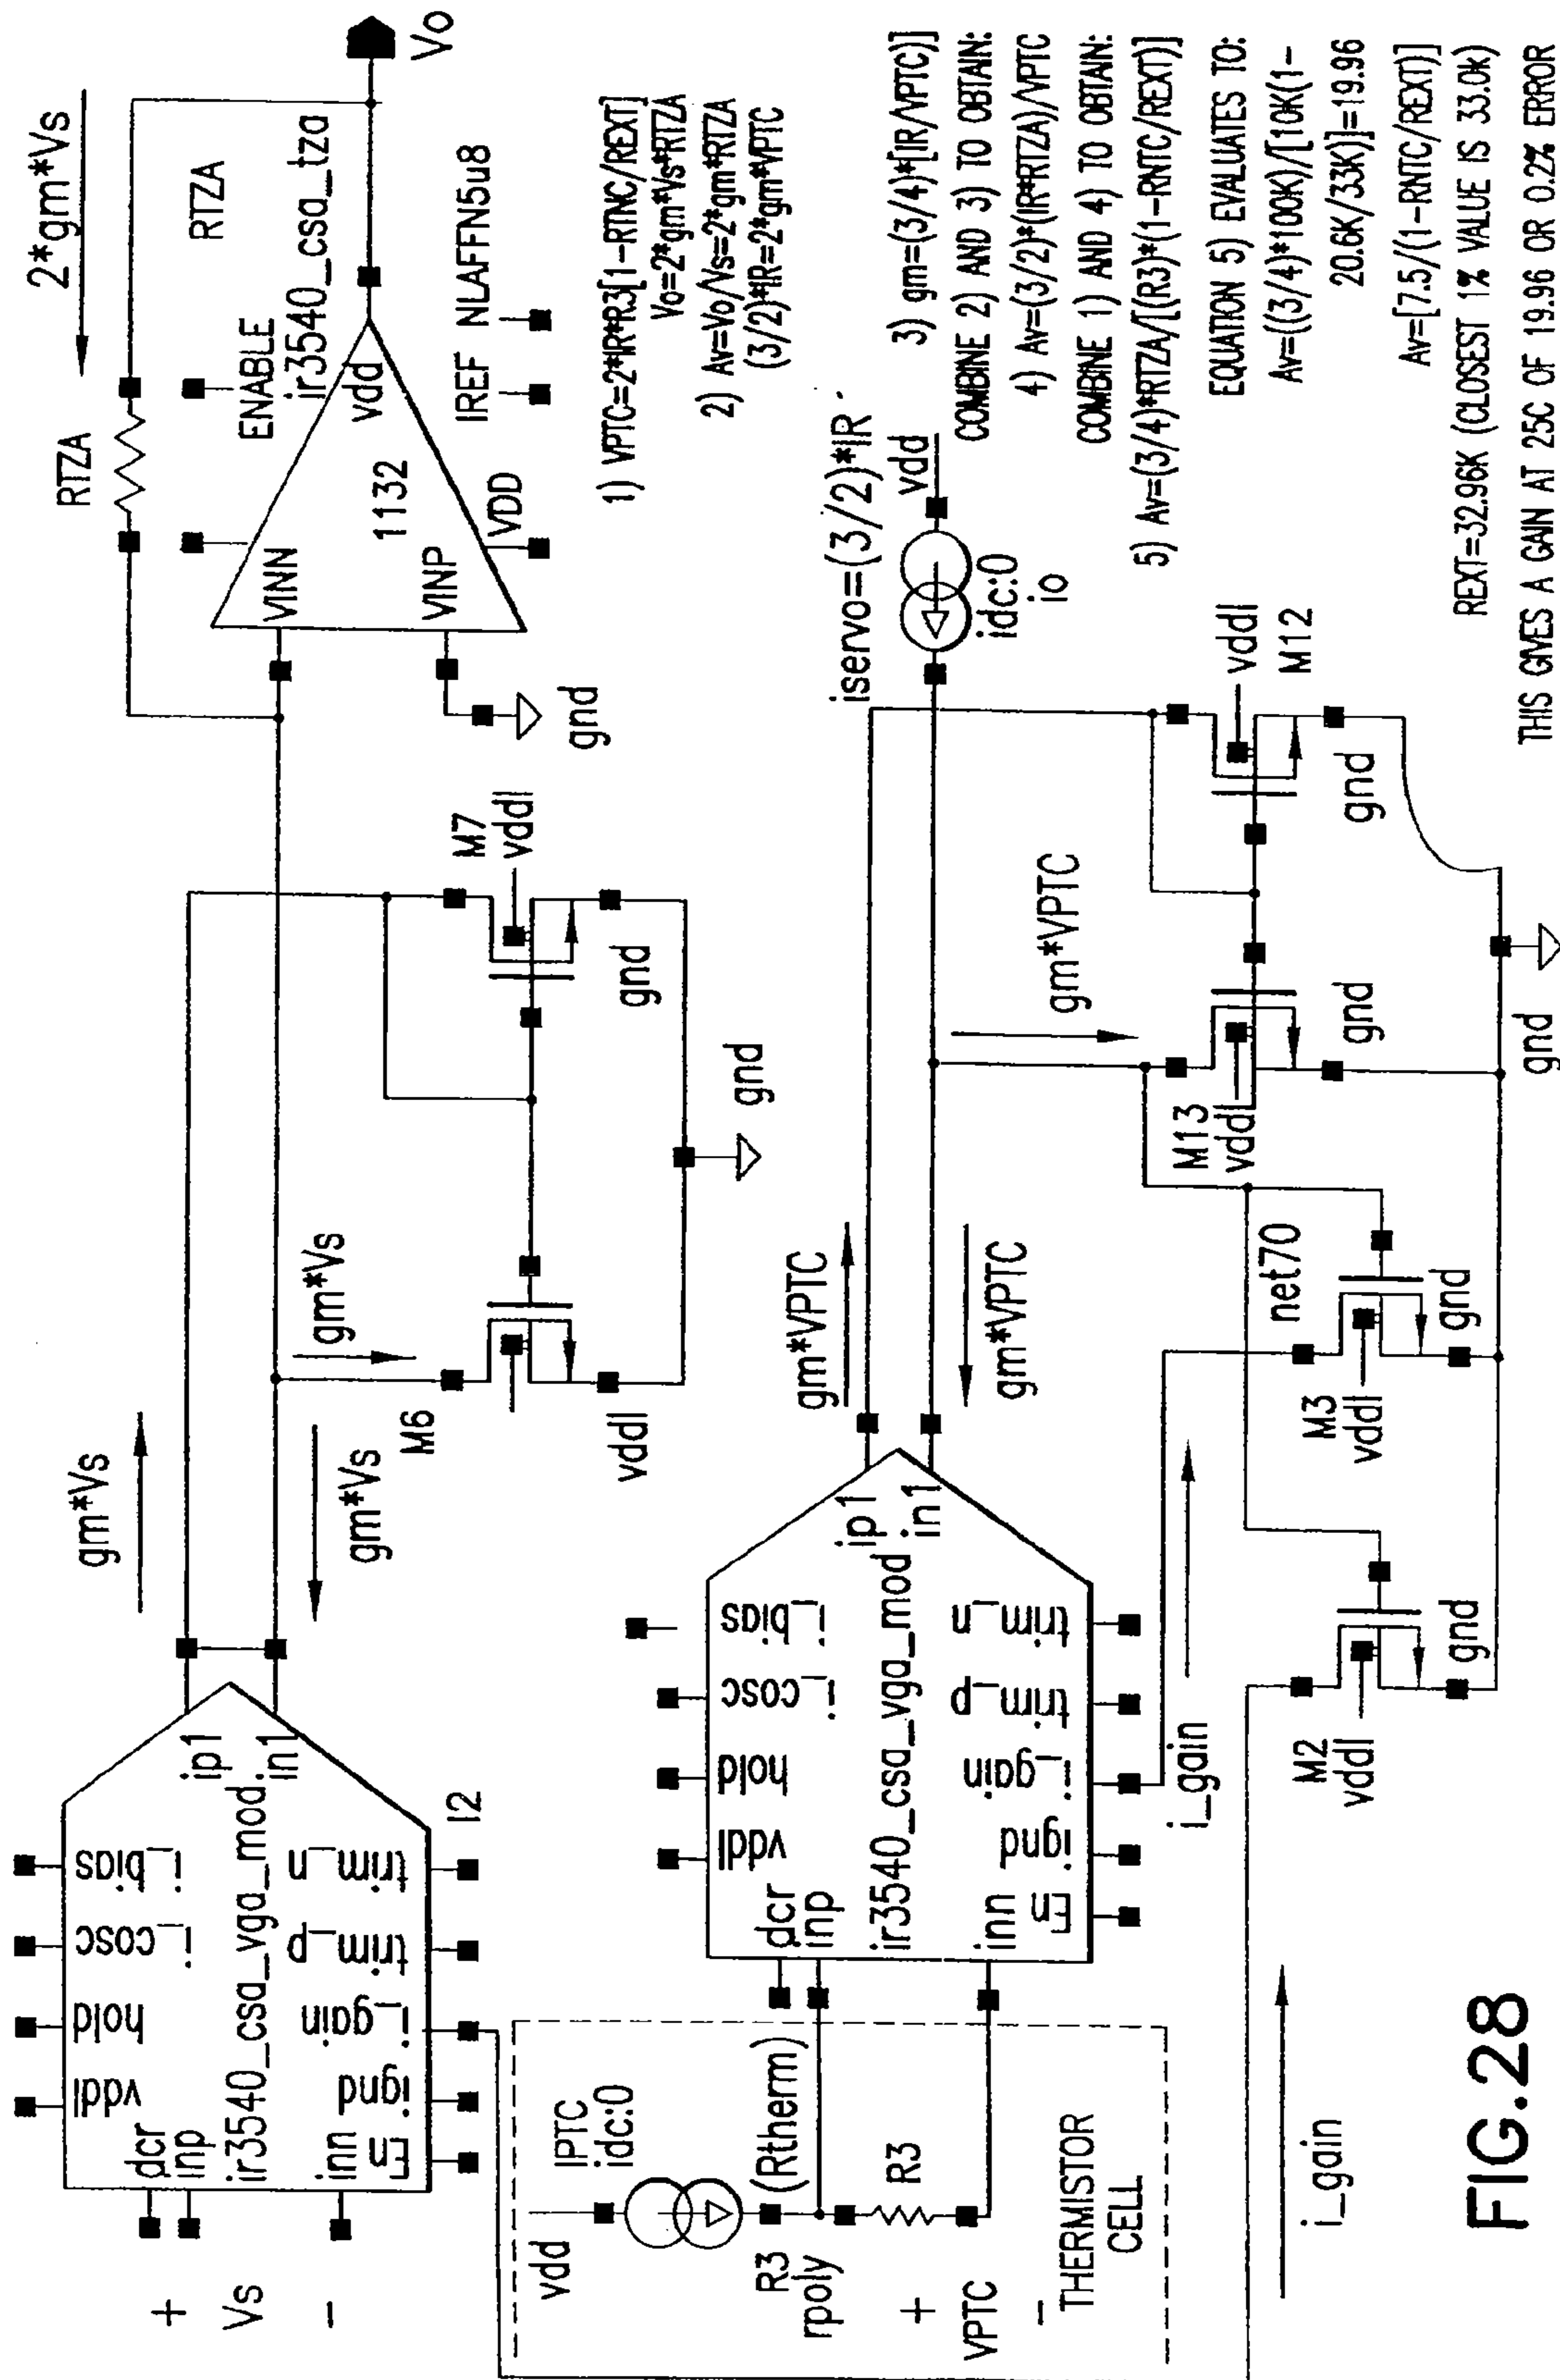 2*gm*Vs
RTZA
RTZA
ENABLE
ir3540_csa_tza
vdd
VINN
1132
VINP
VDD
IREF NLAFFN5u8
Vo
gnd
gm*Vs
gm*Vs
gm*Vs
M7
vddl
gnd
M6
vddl
gnd
i_bias
i_cosc
hold
vddl
ip1
in1
ir3540_csa_vga_mod
dcr
inp
inn
trim_n
trim_p
i_gain
ignd
En
I2
+
Vs
−
1) VPTC=2*IR*R3[1−RTNC/REXT]
Vo=2*gm*Vs*RTZA
2) Av=Vo/Vs=2*gm*RTZA
(3/2)*IR=2*gm*VPTC
3) gm=(3/4)*[IR/VPTC)]
COMBINE 2) AND 3) TO OBTAIN:
4) Av=(3/2)*(IR*RTZA)/VPTC
COMBINE 1) AND 4) TO OBTAIN:
5) Av=(3/4)*RTZA/[(R3)*(1−RNTC/REXT)]
EQUATION 5) EVALUATES TO:
Av=((3/4)*100K)/[10K(1−
20.6K/33K)]=19.96
Av=[7.5/(1−RNTC/REXT)]
REXT=32.96K (CLOSEST 1% VALUE IS 33.0k)
THIS GIVES A GAIN AT 25C OF 19.96 OR 0.2% ERROR
iservo=(3/2)*IR
vdd
idc:0
io
gm*VPTC
gm*VPTC
gm*VPTC
vddl
M12
gnd
M13
vddl
gnd
gnd
net70
M3
vddl
gnd
M2
vddl
gnd
i_bias
i_cosc
hold
vddl
ip1
in1
ir3540_csa_vga_mod
dcr
inp
inn
trim_n
trim_p
i_gain
ignd
En
i_gain
i_gain
vdd
IPTC
idc:0
(Rtherm)
R3
rpoly
R3
+
VPTC
−
THERMISTOR
CELL
FIG.28